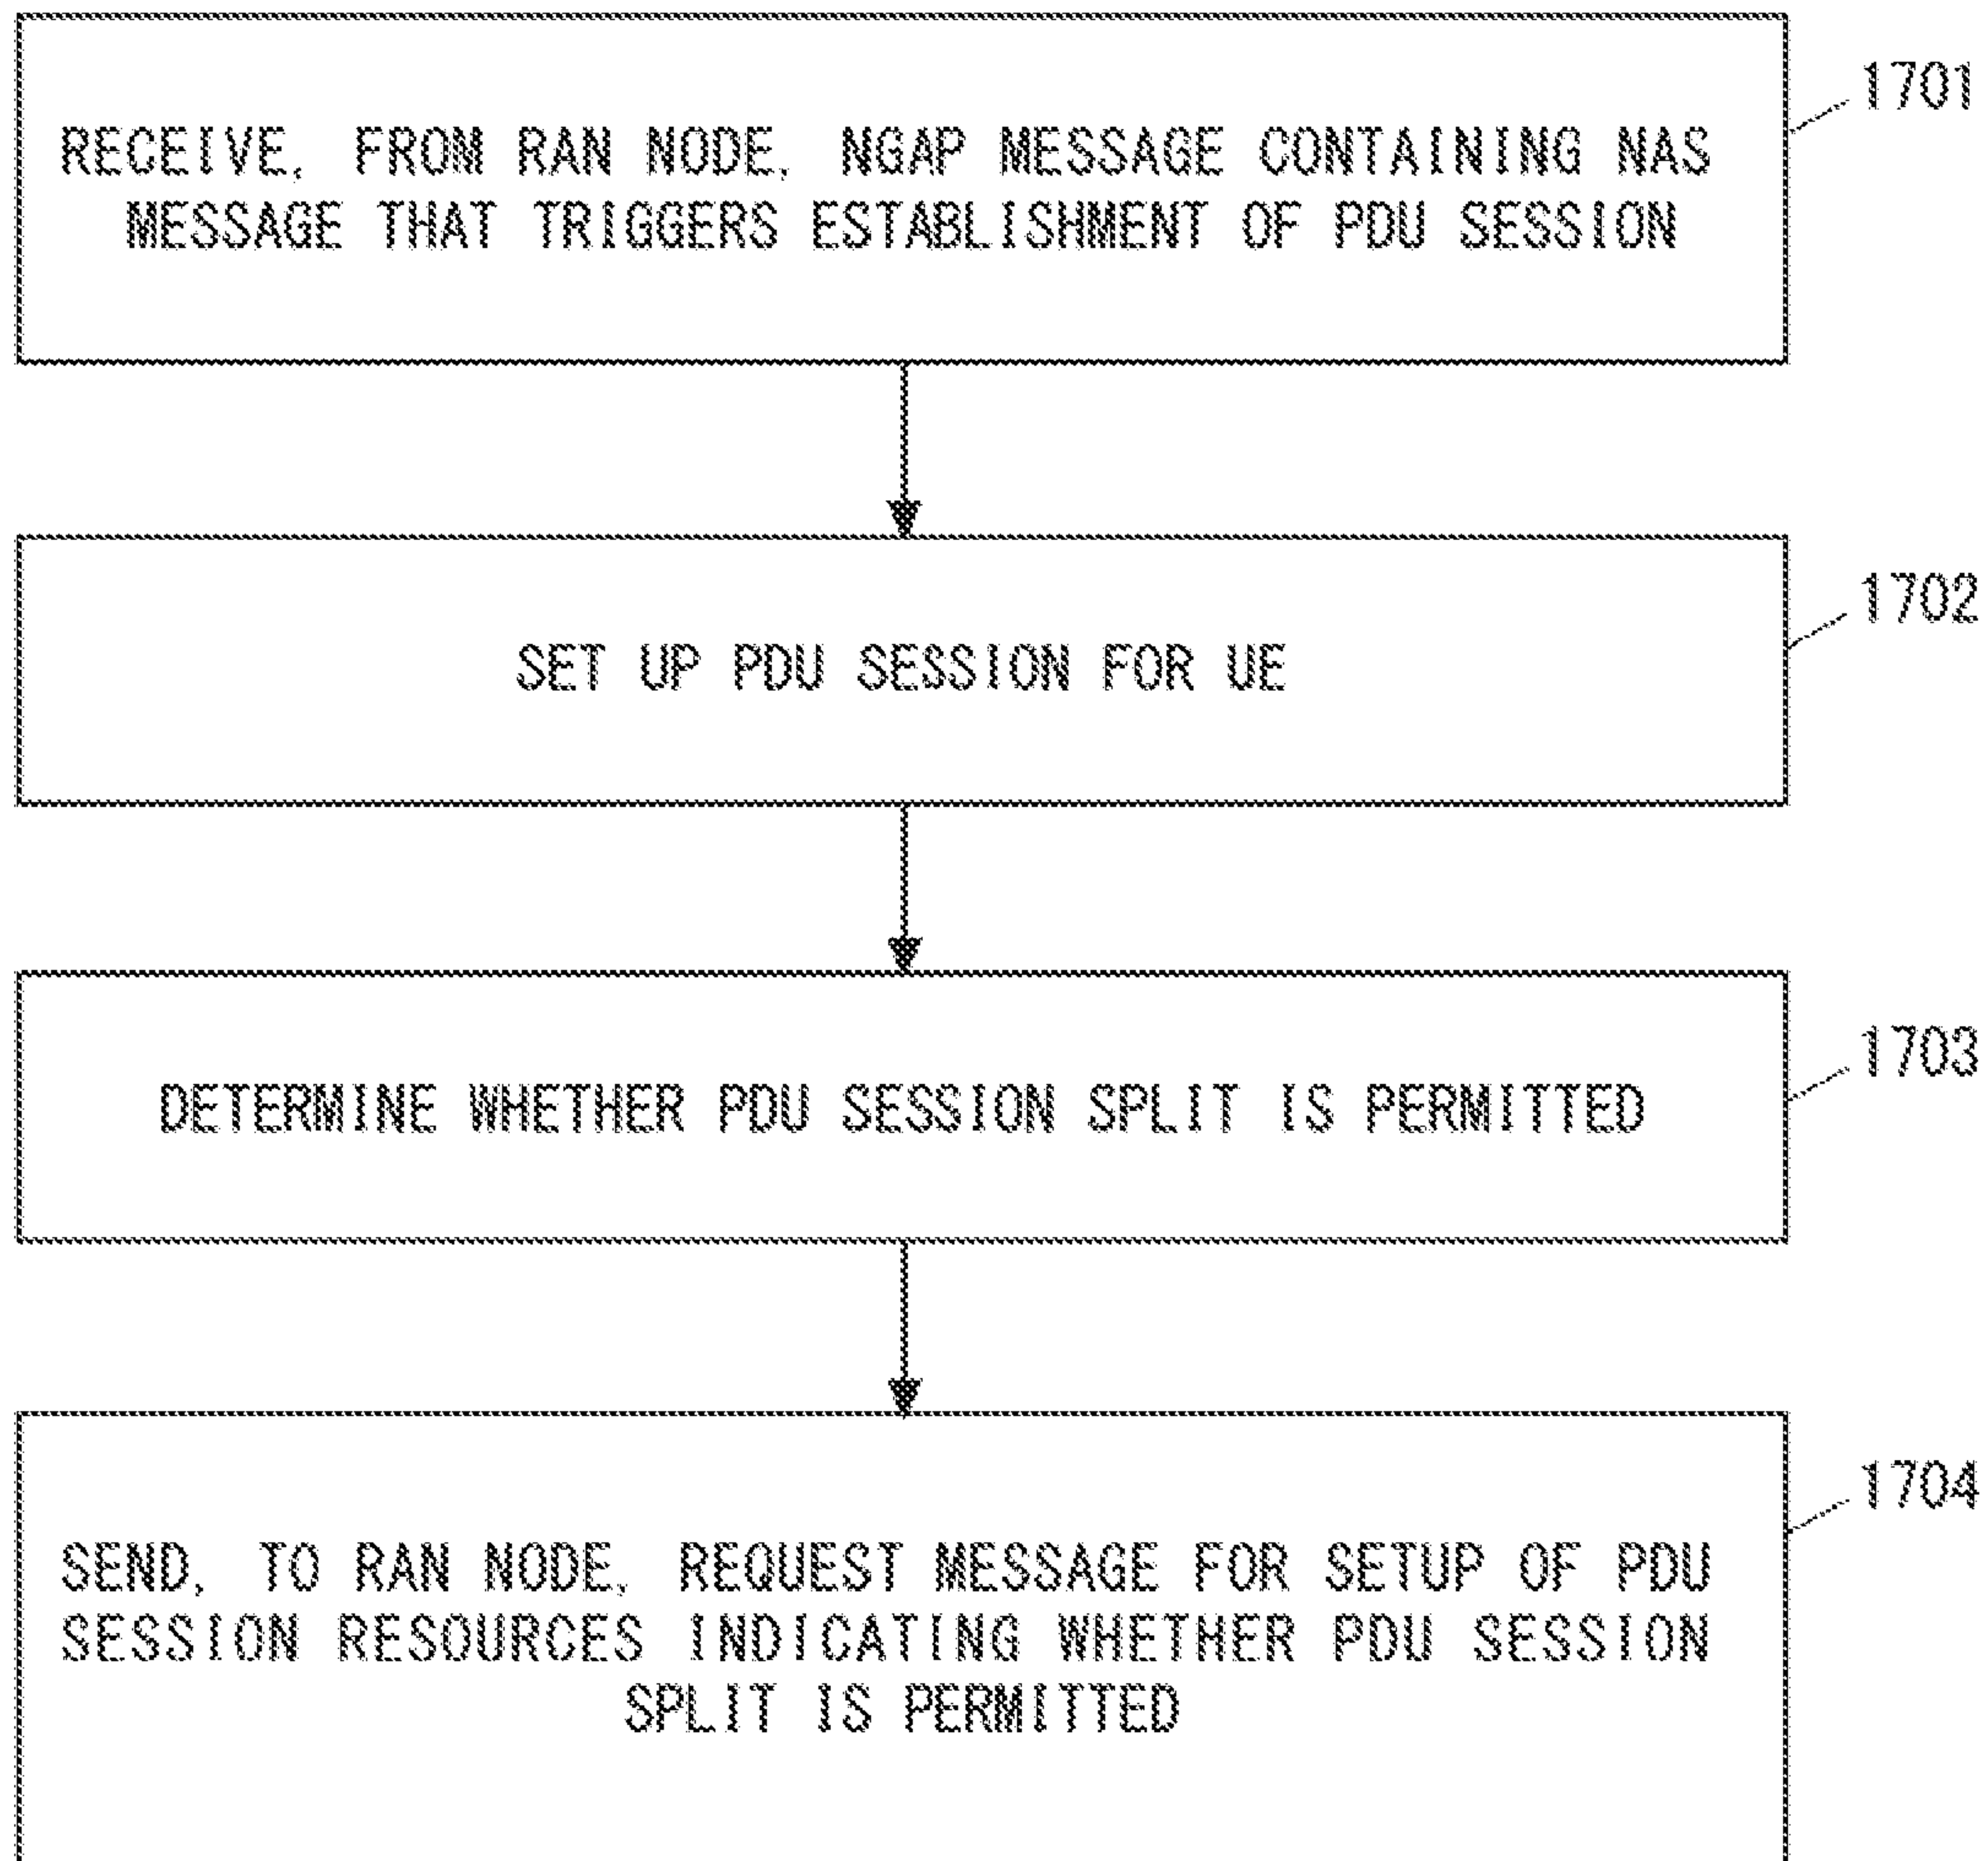 1701
RECEIVE, FROM RAN NODE, NGAP MESSAGE CONTAINING NAS
MESSAGE THAT TRIGGERS ESTABLISHMENT OF PDU SESSION
1702
SET UP PDU SESSION FOR UE
1703
DETERMINE WHETHER PDU SESSION SPLIT IS PERMITTED
1704
SEND, TO RAN NODE, REQUEST MESSAGE FOR SETUP OF PDU
SESSION RESOURCES INDICATING WHETHER PDU SESSION
SPLIT IS PERMITTED